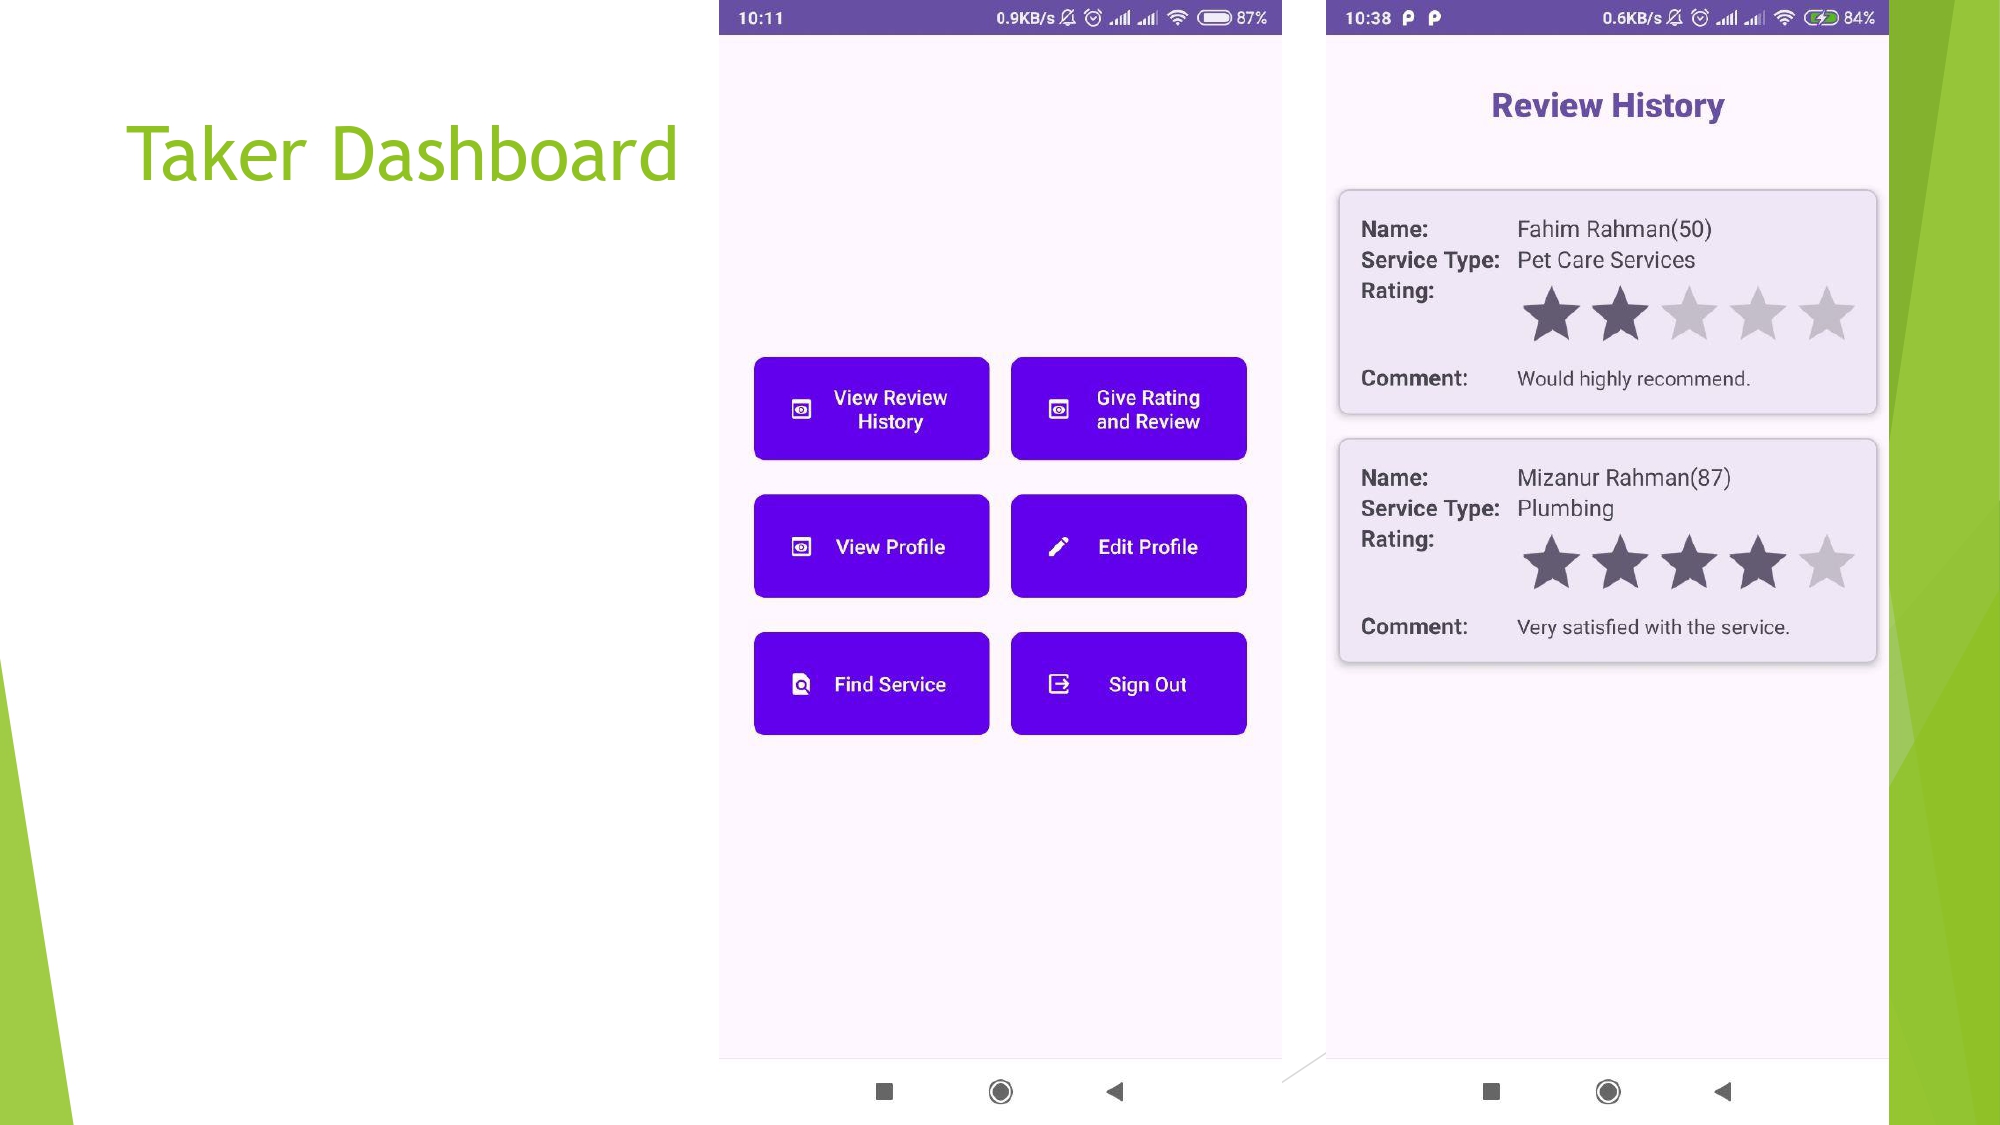 Taker Dashboard
10:11 0.9KB/s 87%
View Review
History
Give Rating
and Review
View Profile
Edit Profile
Find Service
Sign Out
10:38 0.6KB/s 84%
Review History
Name: Fahim Rahman(50)
Service Type: Pet Care Services
Rating:
Comment: Would highly recommend.
Name: Mizanur Rahman(87)
Service Type: Plumbing
Rating:
Comment: Very satisfied with the service.